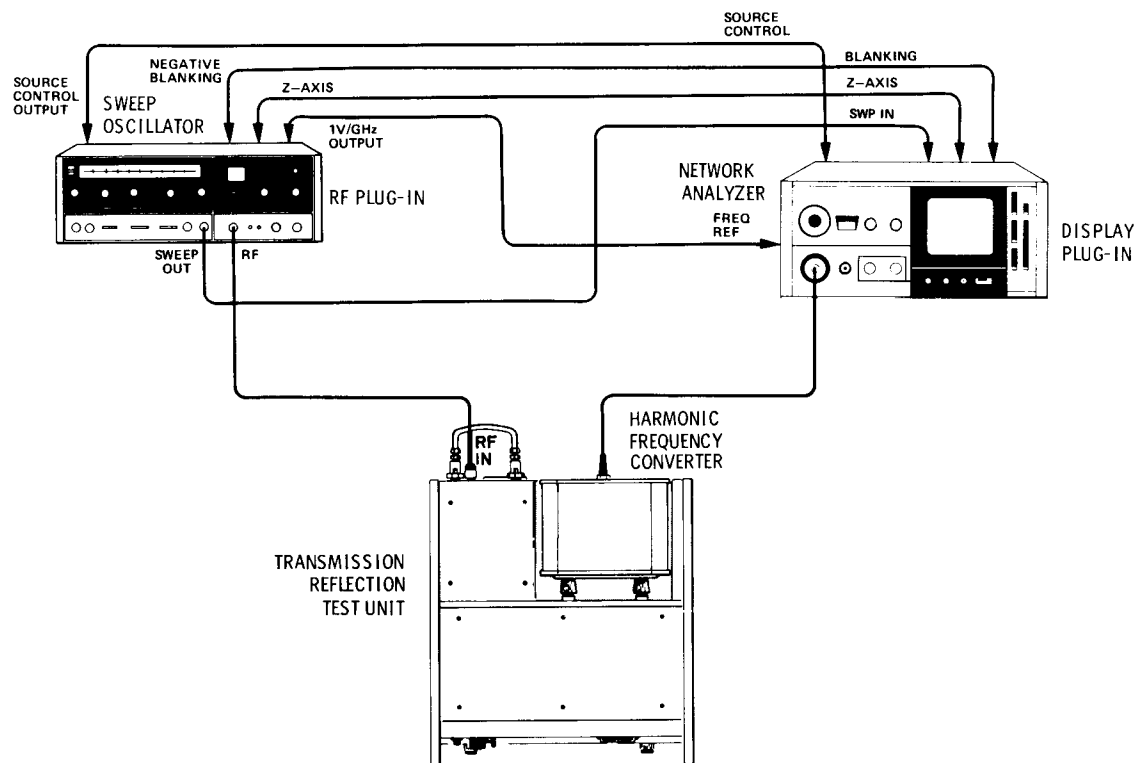 SOURCE
CONTROL
NEGATIVE
BLANKING
BLANKING
Z-AXIS
Z-AXIS
SOURCE
CONTROL
OUTPUT
SWEEP
OSCILLATOR
1V/GHz
OUTPUT
SWP IN
RF PLUG-IN
NETWORK
ANALYZER
FREQ
REF
DISPLAY
PLUG-IN
SWEEP
OUT
RF
RF
IN
HARMONIC
FREQUENCY
CONVERTER
TRANSMISSION
REFLECTION
TEST UNIT